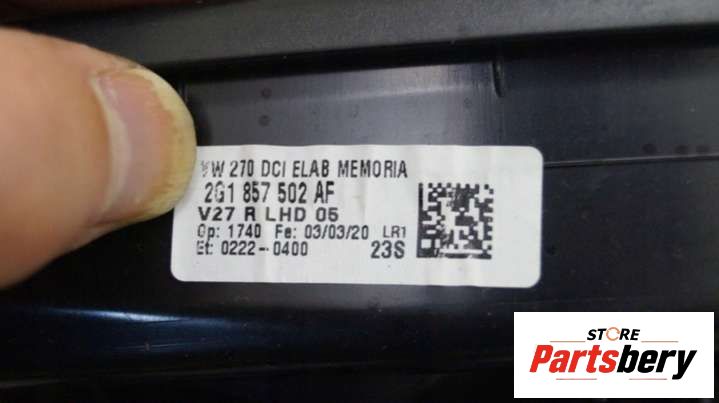 VW 270 DCI ELAB MEMORIA
2G1 857 502 AF
V27 R LHD 05
Op: 1740 Fe: 03/03/20 LR1
Et: 0222-0400 23S
STORE
Partsbery